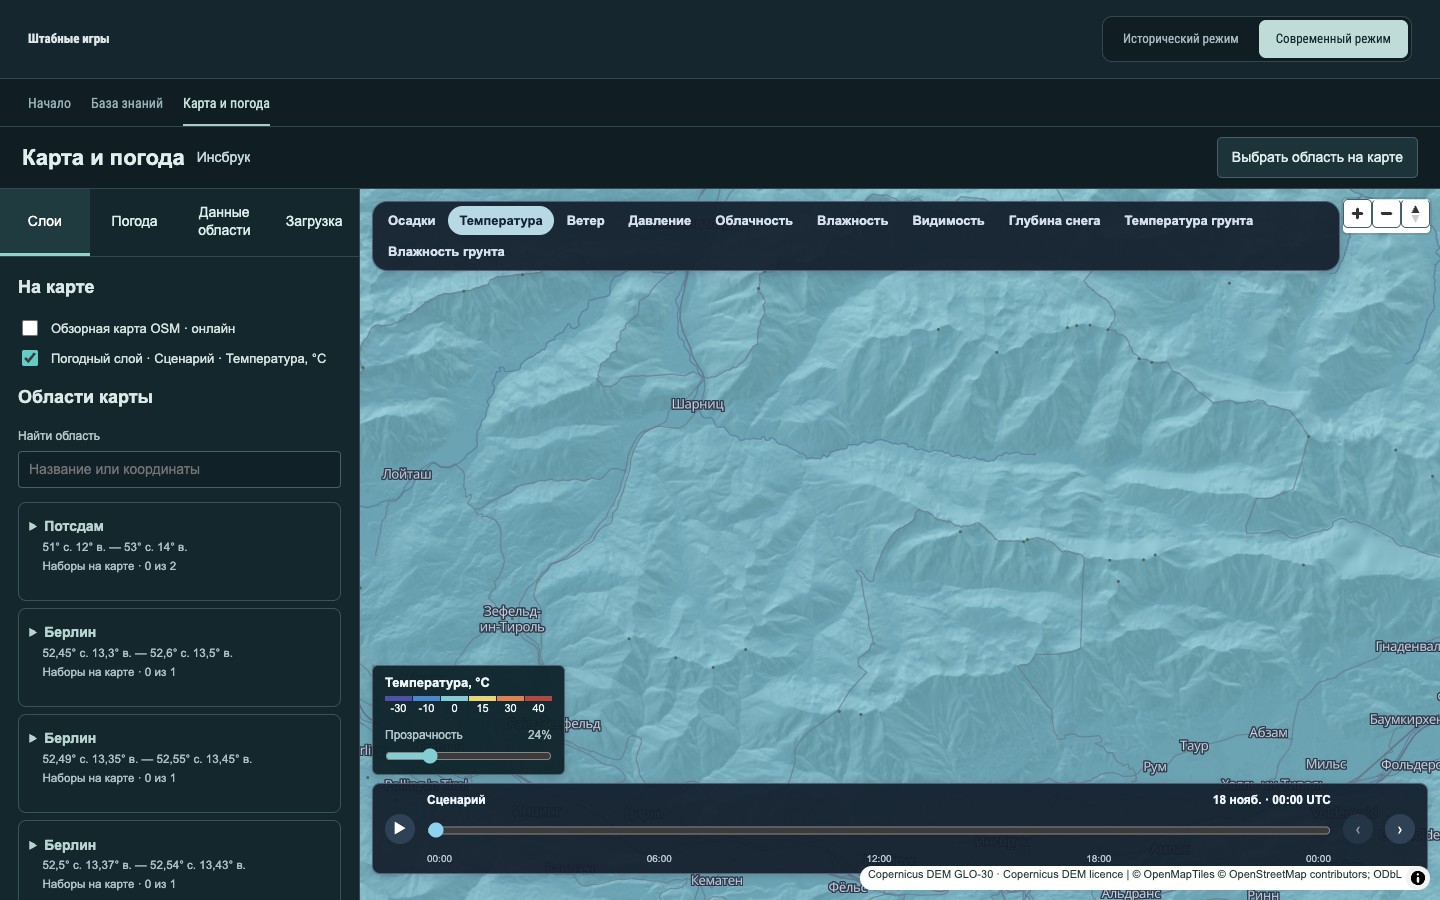 Штабные игры
Исторический режим
Современный режим
Начало
База знаний
Карта и погода
Карта и погода
Инсбрук
Выбрать область на карте
Слои
Погода
Данные
области
Загрузка
На карте
Обзорная карта OSM · онлайн
Погодный слой · Сценарий · Температура, °C
Области карты
Найти область
Название или координаты
Потсдам
51° с. 12° в. — 53° с. 14° в.
Наборы на карте · 0 из 2
Берлин
52,45° с. 13,3° в. — 52,6° с. 13,5° в.
Наборы на карте · 0 из 1
Берлин
52,49° с. 13,35° в. — 52,55° с. 13,45° в.
Наборы на карте · 0 из 1
Берлин
52,5° с. 13,37° в. — 52,54° с. 13,43° в.
Наборы на карте · 0 из 1
Осадки
Температура
Ветер
Давление
Облачность
Влажность
Видимость
Глубина снега
Температура грунта
Влажность грунта
Шарниц
Лойташ
Зефельд-
ин-Тироль
Гнаденвал
Баумкирхен
Абзам
Таур
Рум
Мильс
Фольдерс
Температура, °C
-30 -10 0 15 30 40
Прозрачность 24%
Сценарий
18 нояб. · 00:00 UTC
00:00 06:00 12:00 18:00 00:00
Кематен
Альдранс
Ринн
Copernicus DEM GLO-30 · Copernicus DEM licence | © OpenMapTiles © OpenStreetMap contributors; ODbL